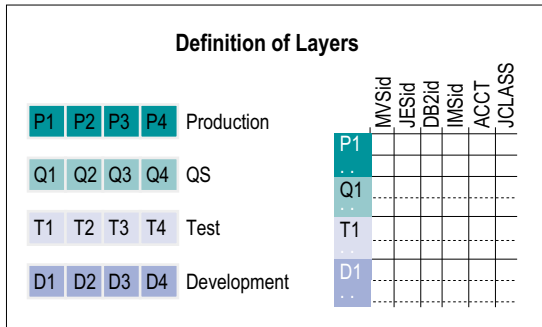 Definition of Layers
MVSid JESid DB2id IMSid ACCT JCLASS
P1 P2 P3 P4 Production
Q1 Q2 Q3 Q4 QS
T1 T2 T3 T4 Test
D1 D2 D3 D4 Development
P1
. .
Q1
. .
T1
. .
D1
. .